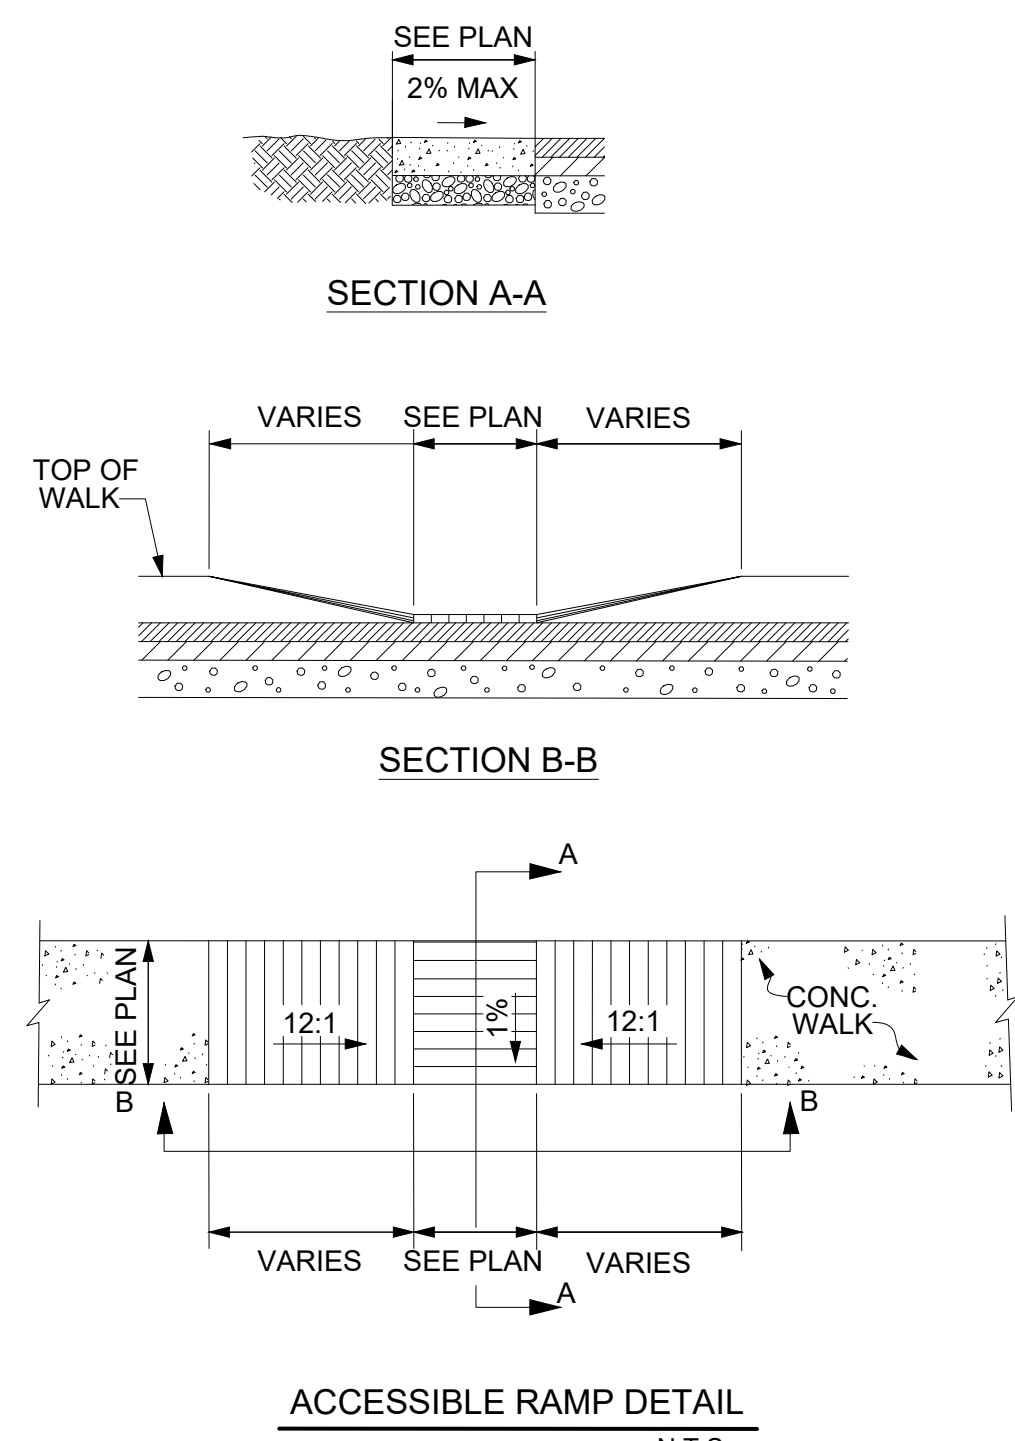 SEE PLAN
2% MAX
SECTION A-A
VARIES SEE PLAN VARIES
TOP OF
WALK
SECTION B-B
A
SEE PLAN
12:1
1%
12:1
CONC.
WALK
B
B
VARIES SEE PLAN VARIES
A
ACCESSIBLE RAMP DETAIL